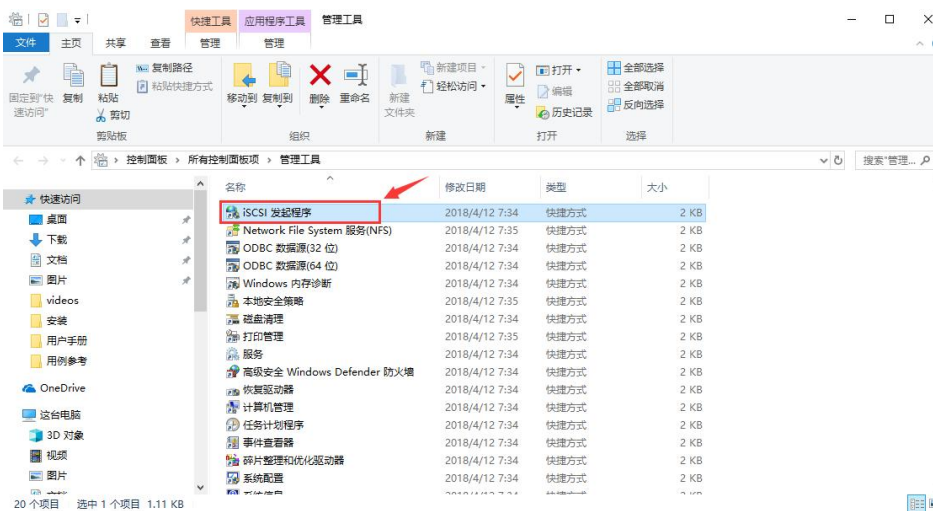 快捷工具 应用程序工具 管理工具
文件 主页 共享 查看 管理 管理
固定到"快速访问"
复制
粘贴
复制路径
粘贴快捷方式
剪切
剪贴板
移动到 复制到 删除 重命名
组织
新建文件夹
新建项目
轻松访问
新建
属性
打开
编辑
历史记录
打开
全部选择
全部取消
反向选择
选择
控制面板 › 所有控制面板项 › 管理工具
搜索"管理...
名称 修改日期 类型 大小
快速访问
桌面
下载
文档
图片
videos
安装
用户手册
用例参考
OneDrive
这台电脑
3D 对象
视频
图片
iSCSI 发起程序 2018/4/12 7:34 快捷方式 2 KB
Network File System 服务(NFS) 2018/4/12 7:35 快捷方式 2 KB
ODBC 数据源(32 位) 2018/4/12 7:34 快捷方式 2 KB
ODBC 数据源(64 位) 2018/4/12 7:34 快捷方式 2 KB
Windows 内存诊断 2018/4/12 7:34 快捷方式 2 KB
本地安全策略 2018/4/12 7:35 快捷方式 2 KB
磁盘清理 2018/4/12 7:34 快捷方式 2 KB
打印管理 2018/4/12 7:35 快捷方式 2 KB
服务 2018/4/12 7:34 快捷方式 2 KB
高级安全 Windows Defender 防火墙 2018/4/12 7:34 快捷方式 2 KB
恢复驱动器 2018/4/12 7:34 快捷方式 2 KB
计算机管理 2018/4/12 7:34 快捷方式 2 KB
任务计划程序 2018/4/12 7:34 快捷方式 2 KB
事件查看器 2018/4/12 7:34 快捷方式 2 KB
碎片整理和优化驱动器 2018/4/12 7:34 快捷方式 2 KB
系统配置 2018/4/12 7:34 快捷方式 2 KB
20 个项目 选中 1 个项目 1.11 KB